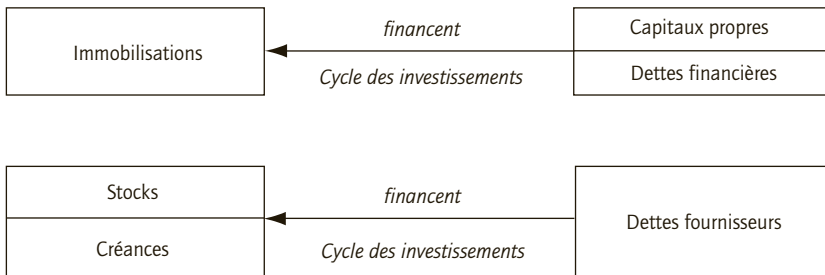 Immobilisations
financent
Cycle des investissements
Capitaux propres
Dettes financières
Stocks
Créances
financent
Cycle des investissements
Dettes fournisseurs